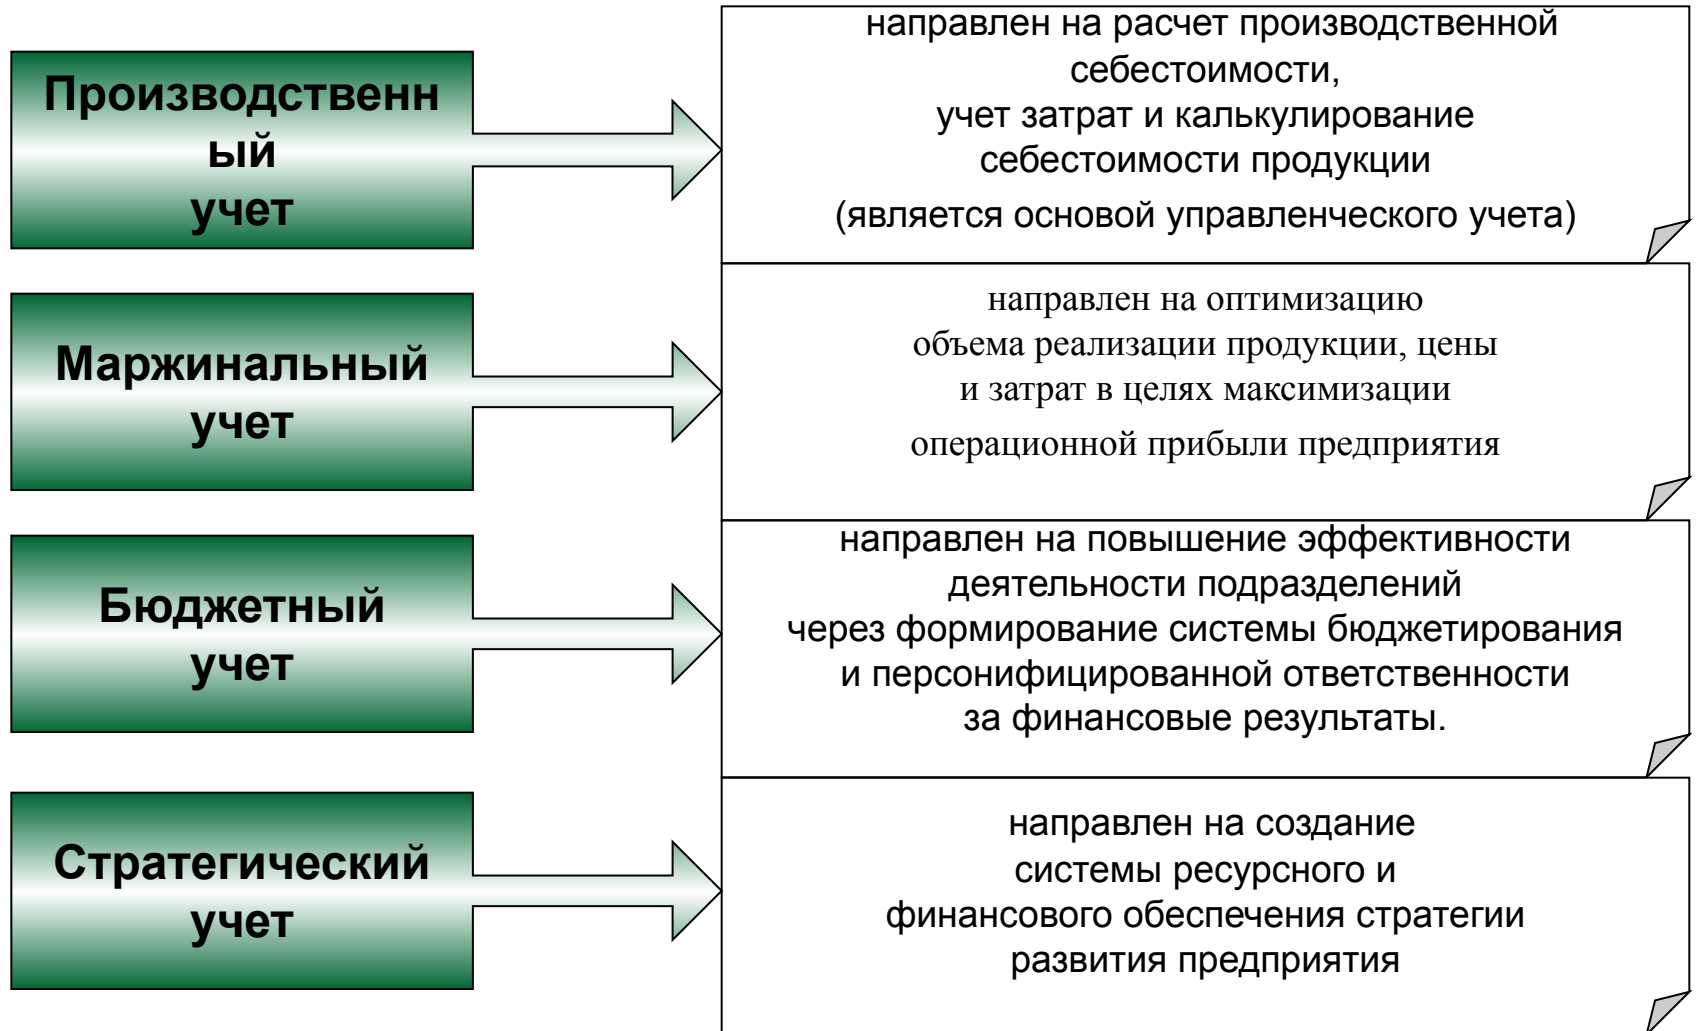 Производственн
ый
учет
направлен на расчет производственной
себестоимости,
учет затрат и калькулирование
себестоимости продукции
(является основой управленческого учета)
Маржинальный
учет
направлен на оптимизацию
объема реализации продукции, цены
и затрат в целях максимизации
операционной прибыли предприятия
Бюджетный
учет
направлен на повышение эффективности
деятельности подразделений
через формирование системы бюджетирования
и персонифицированной ответственности
за финансовые результаты.
Стратегический
учет
направлен на создание
системы ресурсного и
финансового обеспечения стратегии
развития предприятия